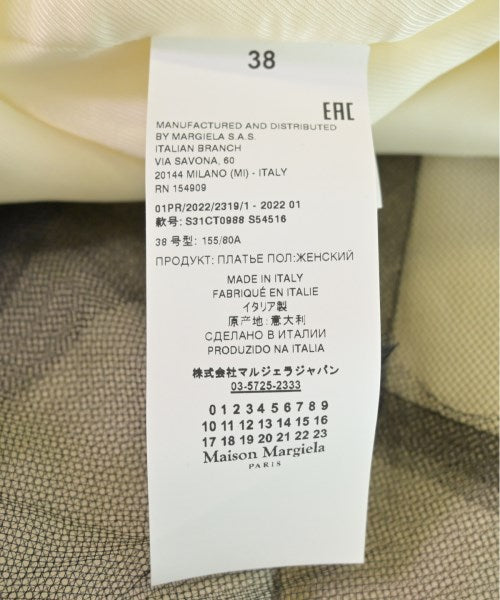 38
EAC
MANUFACTURED AND DISTRIBUTED
BY MARGIELA S.A.S.
ITALIAN BRANCH
VIA SAVONA, 60
20144 MILANO (MI) - ITALY
RN 154909
01PR/2022/2319/1 - 2022 01
款号: S31CT0988 S54516
38 号型: 155/80A
ПРОДУКТ: ПЛАТЬЕ ПОЛ:ЖЕНСКИЙ
MADE IN ITALY
FABRIQUÉ EN ITALIE
イタリア製
原产地: 意大利
СДЕЛАНО В ИТАЛИИ
PRODUZIDO NA ITALIA
株式会社マルジェラジャパン
03-5725-2333
0 1 2 3 4 5 6 7 8 9
10 11 12 13 14 15 16
17 18 19 20 21 22 23
Maison Margiela
PARIS